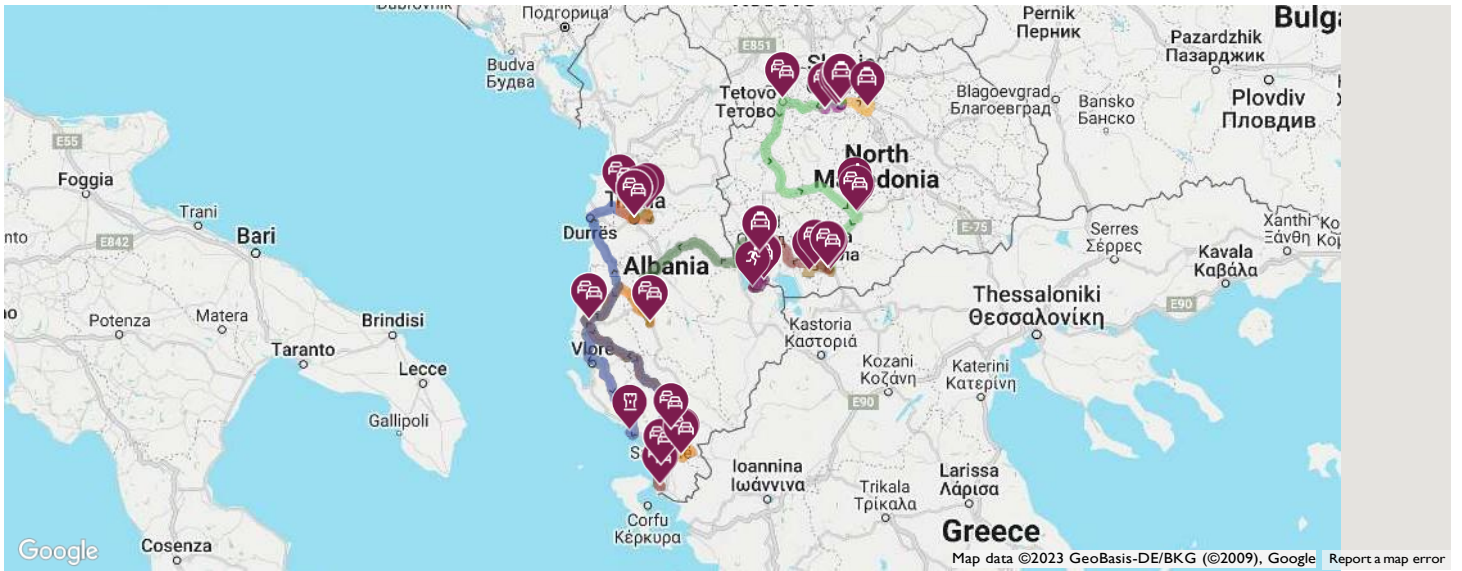 Подгорица
Pernik
Перник
Bulga
E851
Pazardzhik
Пазарджик
Budva
Будва
Tetovo
Тетово
Blagoevgrad
Благоевград
Bansko
Банско
Plovdiv
Пловдив
E55
Foggia
North
Trani
E842
Bari
Durrës
E-75
Serres
Σέρρες
Xanthi
Ξάνθη
Kavala
Καβάλα
Albania
Potenza
Matera
Brindisi
Taranto
Lecce
Vlorë
Thessaloniki
Θεσσαλονίκη
E90
Kastoria
Καστοριά
Kozani
Κοζάνη
Katerini
Κατερίνη
E90
Gallipoli
Ioannina
Ιωάννινα
Larissa
Λάρισα
Trikala
Τρίκαλα
Corfu
Κέρκυρα
Greece
Cosenza
Google
Map data ©2023 GeoBasis-DE/BKG (©2009), Google
Report a map error